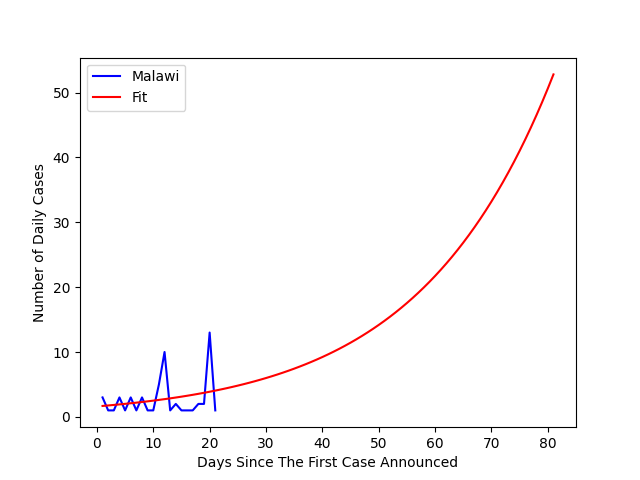 Malawi
Fit
Number of Daily Cases
50
40
30
20
10
0
0 10 20 30 40 50 60 70 80
Days Since The First Case Announced